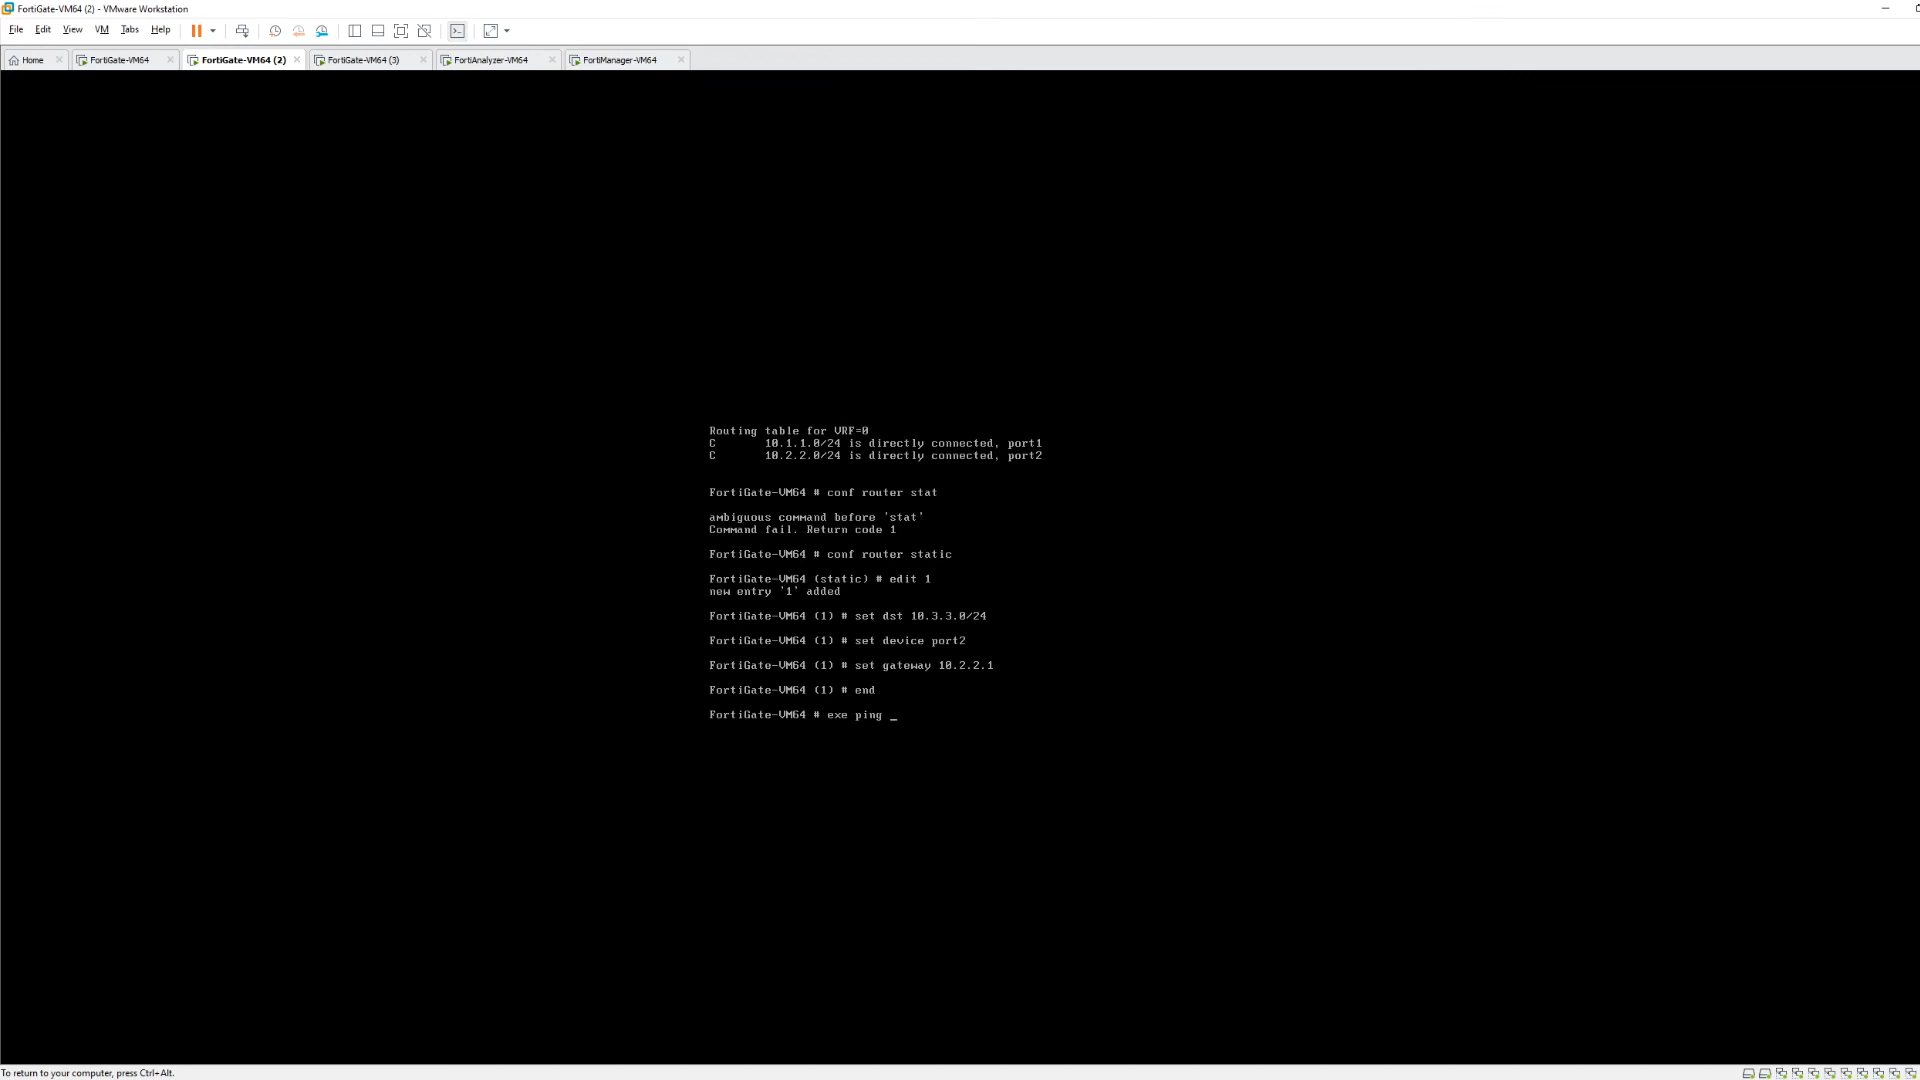 FortiGate-VM64 (2) - VMware Workstation
File Edit View VM Tabs Help
Home FortiGate-VM64 FortiGate-VM64 (2) FortiGate-VM64 (3) FortiAnalyzer-VM64 FortiManager-VM64
Routing table for VRF=0
C 10.1.1.0/24 is directly connected, port1
C 10.2.2.0/24 is directly connected, port2
FortiGate-VM64 # conf router stat
ambiguous command before 'stat'
Command fail. Return code 1
FortiGate-VM64 # conf router static
FortiGate-VM64 (static) # edit 1
new entry '1' added
FortiGate-VM64 (1) # set dst 10.3.3.0/24
FortiGate-VM64 (1) # set device port2
FortiGate-VM64 (1) # set gateway 10.2.2.1
FortiGate-VM64 (1) # end
FortiGate-VM64 # exe ping _
To return to your computer, press Ctrl+Alt.